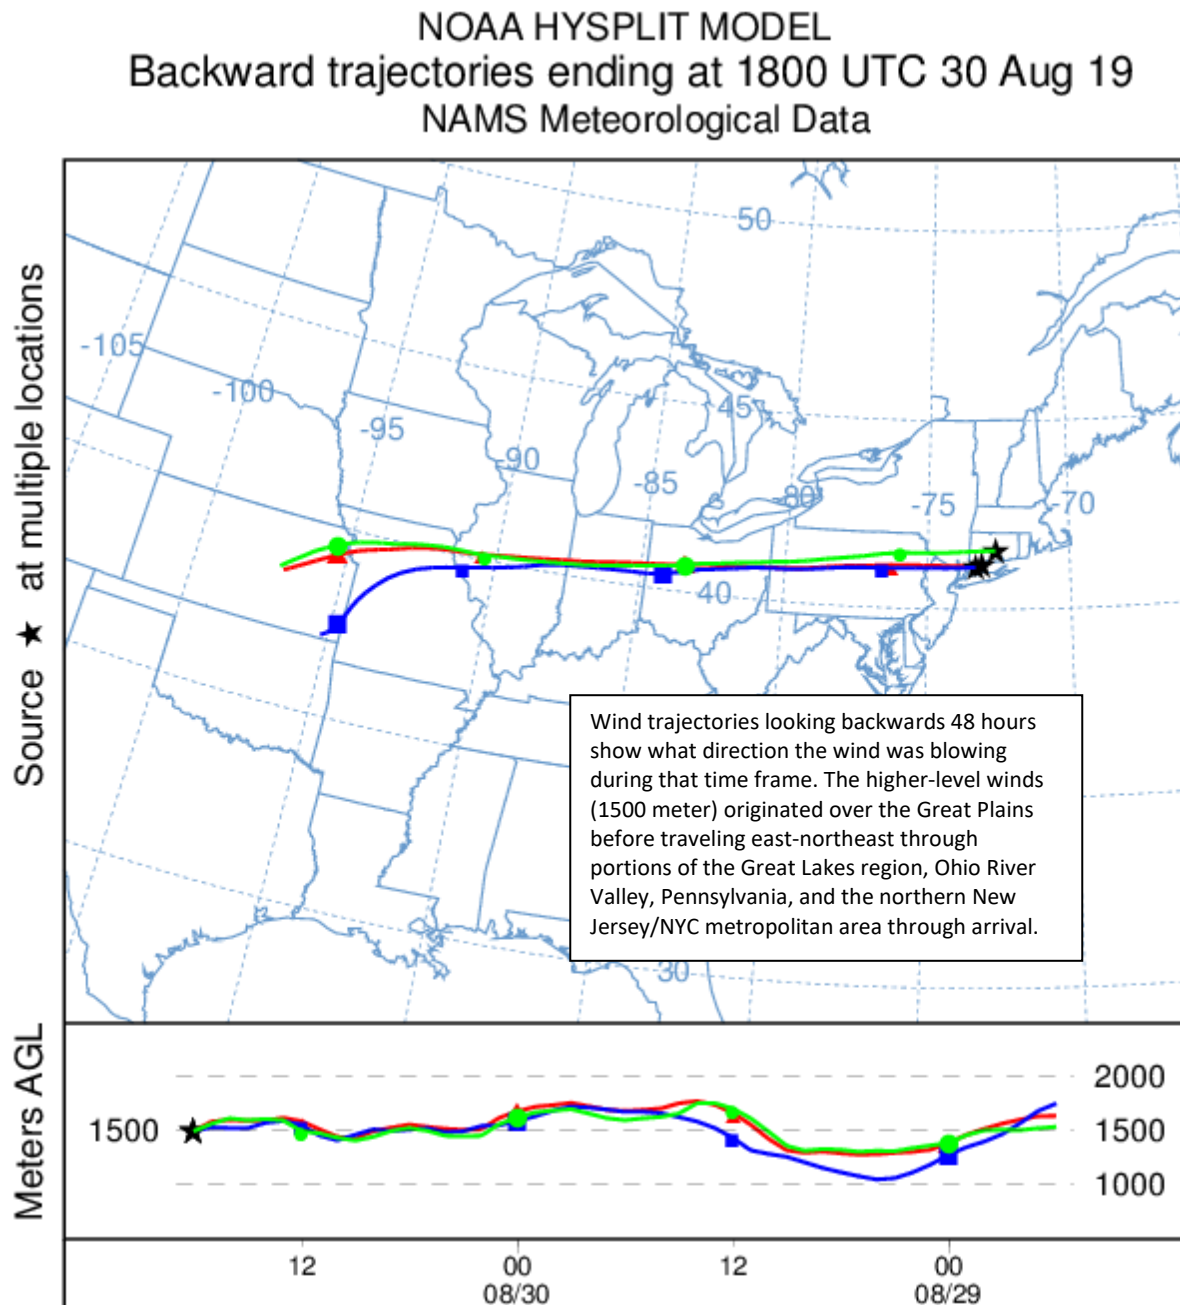 NOAA HYSPLIT MODEL
Backward trajectories ending at 1800 UTC 30 Aug 19
NAMS Meteorological Data
Source ★ at multiple locations
50
-105
-100
45
-95
-90
-85
-80
-75
-70
40
Wind trajectories looking backwards 48 hours
show what direction the wind was blowing
during that time frame. The higher-level winds
(1500 meter) originated over the Great Plains
before traveling east-northeast through
portions of the Great Lakes region, Ohio River
Valley, Pennsylvania, and the northern New
Jersey/NYC metropolitan area through arrival.
30
Meters AGL
2000
1500 1500
1000
12 00 12 00
08/30 08/29